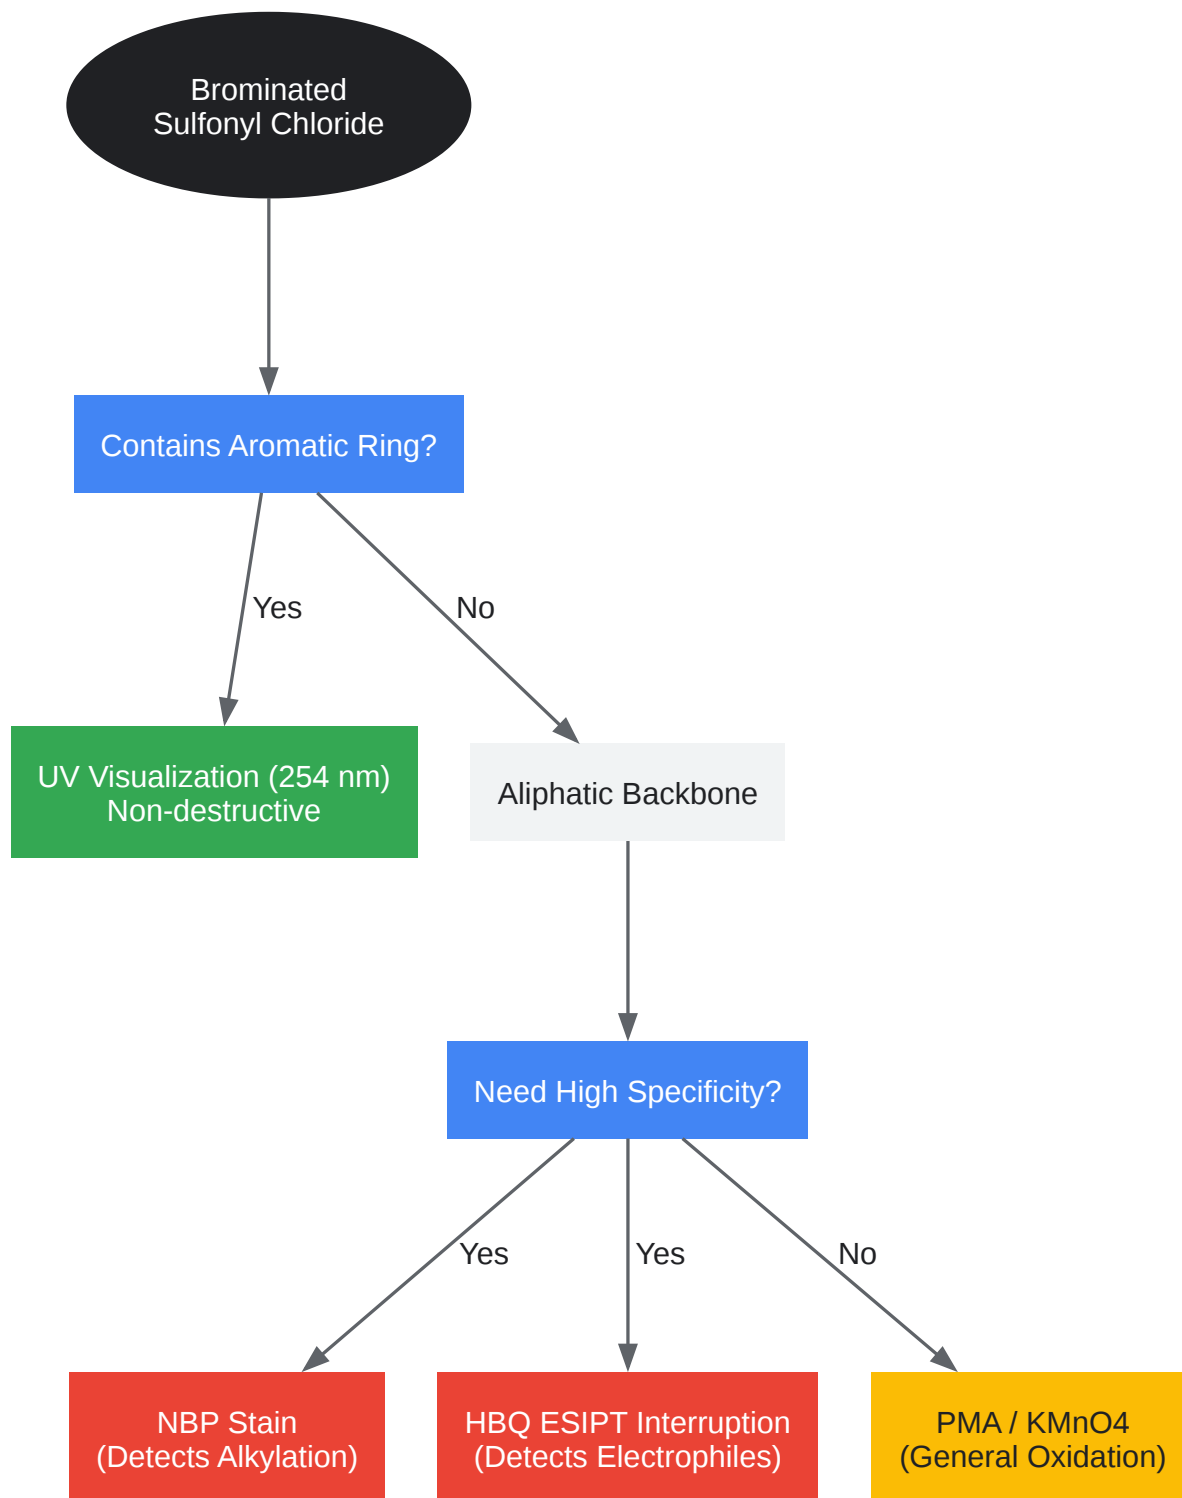 Brominated
Sulfonyl Chloride
Contains Aromatic Ring?
Yes
No
UV Visualization (254 nm)
Non-destructive
Aliphatic Backbone
Need High Specificity?
Yes
Yes
No
NBP Stain
(Detects Alkylation)
HBQ ESIPT Interruption
(Detects Electrophiles)
PMA / KMnO4
(General Oxidation)